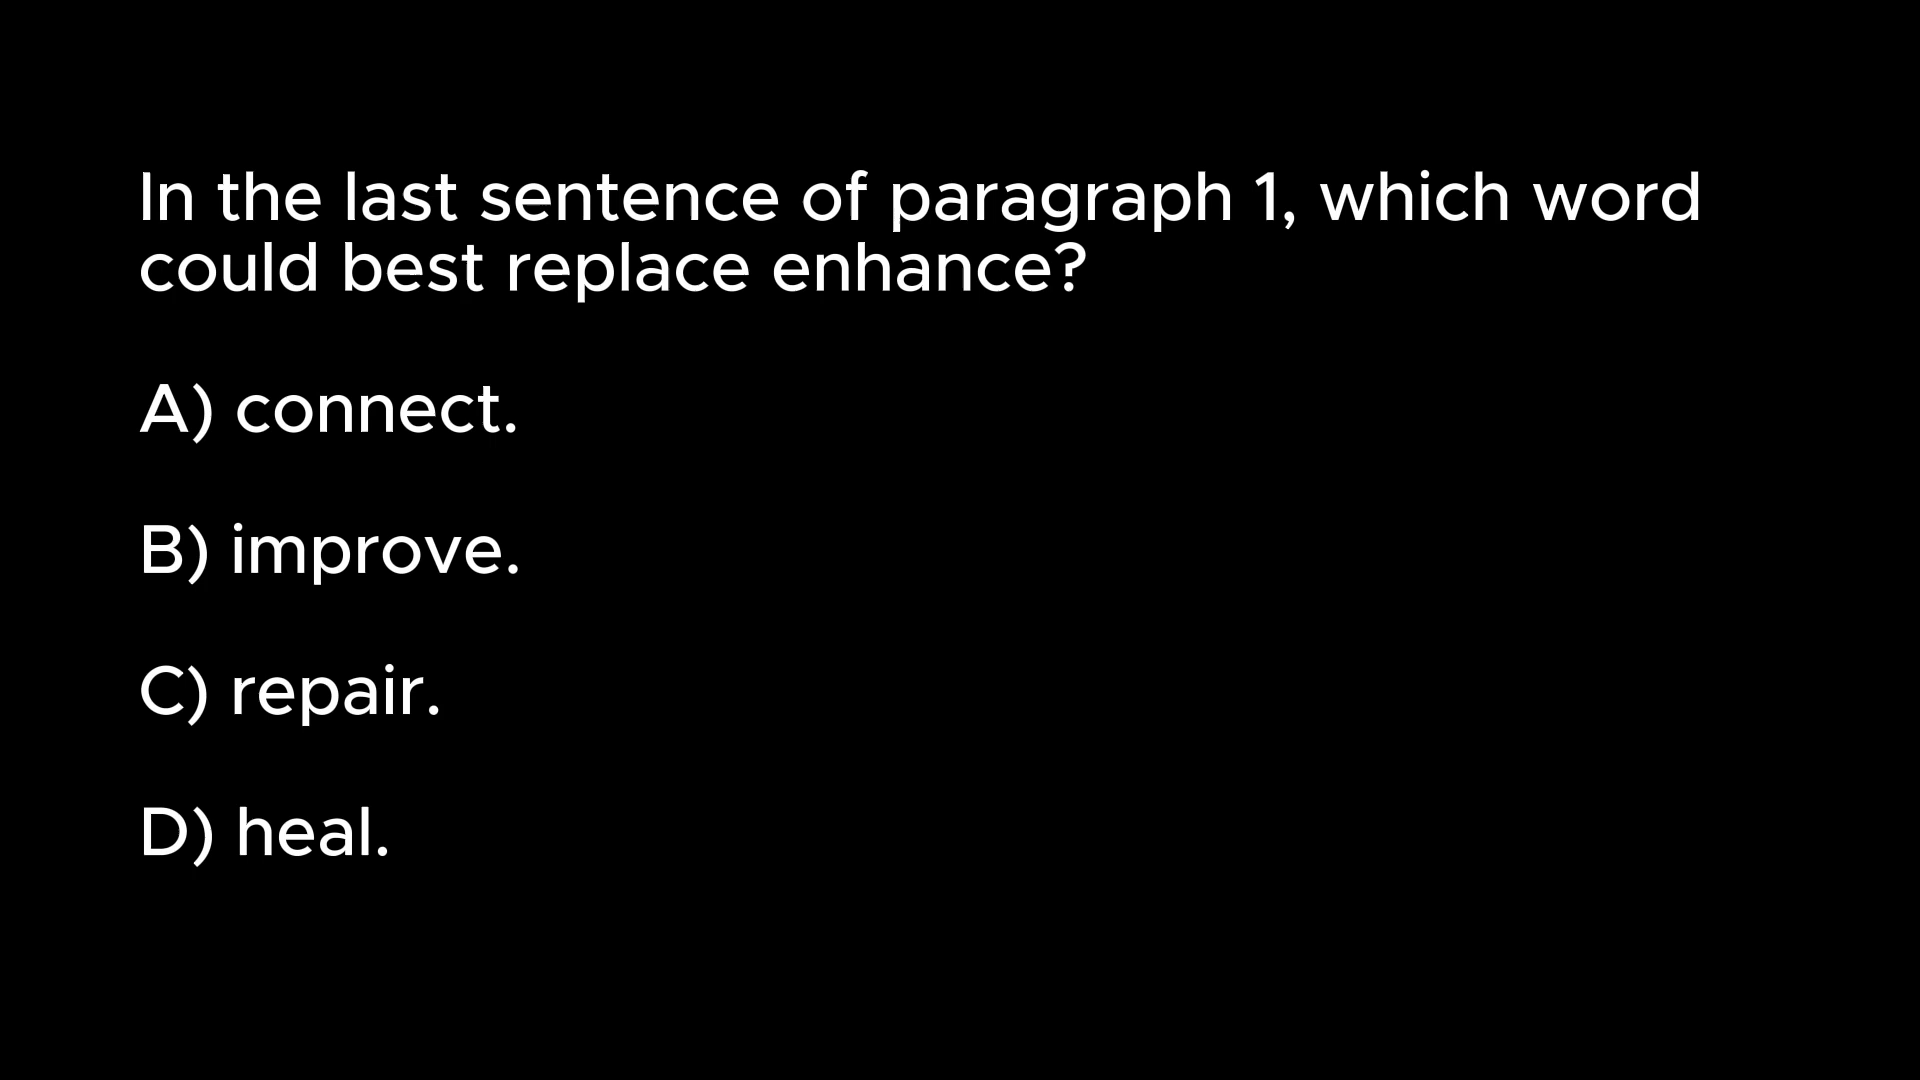 In the last sentence of paragraph 1, which word
could best replace enhance?
A) connect.
B) improve.
C) repair.
D) heal.